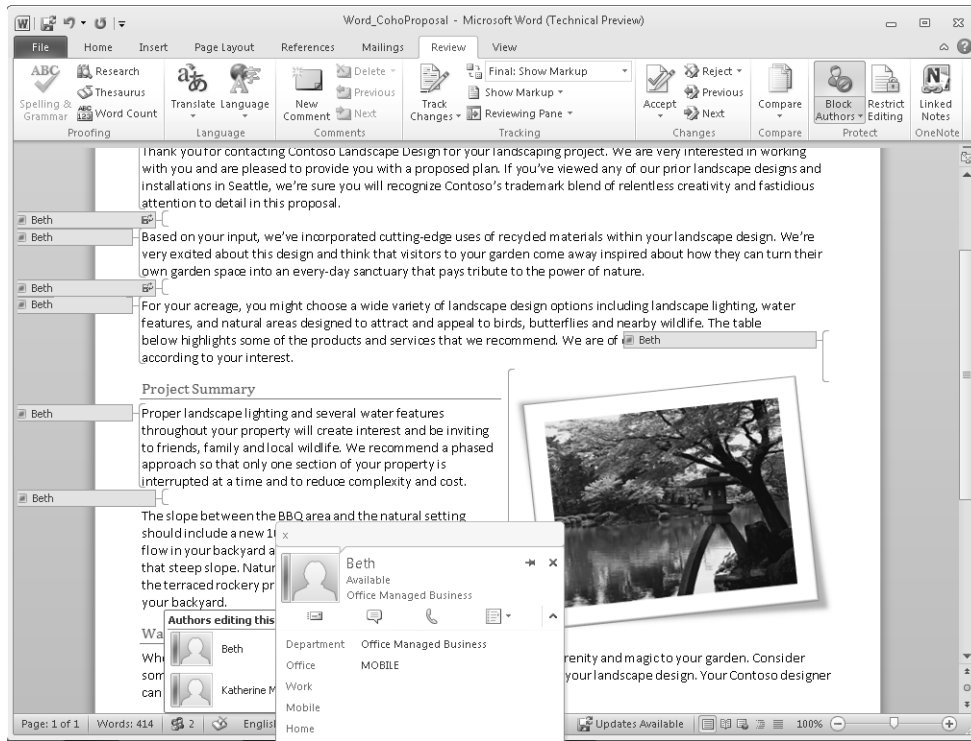 Word_CohoProposal - Microsoft Word (Technical Preview)
File Home Insert Page Layout References Mailings Review View
ABC Research Delete Final: Show Markup Reject
Thesaurus Previous Show Markup Previous
Spelling & Grammar ABC 123 Word Count Translate Language New Comment Next Track Changes Reviewing Pane Accept Next Compare Block Authors Restrict Editing Linked Notes
Proofing Language Comments Tracking Changes Compare Protect OneNote
Thank you for contacting Contoso Landscape Design for your landscaping project. We are very interested in working
with you and are pleased to provide you with a proposed plan. If you've viewed any of our prior landscape designs and
installations in Seattle, we're sure you will recognize Contoso's trademark blend of relentless creativity and fastidious
attention to detail in this proposal.
Beth
Beth
Based on your input, we've incorporated cutting-edge uses of recycled materials within your landscape design. We're
very excited about this design and think that visitors to your garden come away inspired about how they can turn their
own garden space into an every-day sanctuary that pays tribute to the power of nature.
Beth
Beth
For your acreage, you might choose a wide variety of landscape design options including landscape lighting, water
features, and natural areas designed to attract and appeal to birds, butterflies and nearby wildlife. The table
below highlights some of the products and services that we recommend. We are of
Beth
according to your interest.
Project Summary
Beth
Proper landscape lighting and several water features
throughout your property will create interest and be inviting
to friends, family and local wildlife. We recommend a phased
approach so that only one section of your property is
interrupted at a time and to reduce complexity and cost.
Beth
The slope between the BBQ area and the natural setting
should include a new 10
flow in your backyard a
that steep slope. Natur
the terraced rockery pr
your backyard.
x
Beth
Available
Office Managed Business
Department Office Managed Business
Office MOBILE
Work
Mobile
Home
Authors editing this
Beth
Katherine M
Wa
Whe
som
can
renity and magic to your garden. Consider
your landscape design. Your Contoso designer
Page: 1 of 1 Words: 414 2 English Updates Available 100%